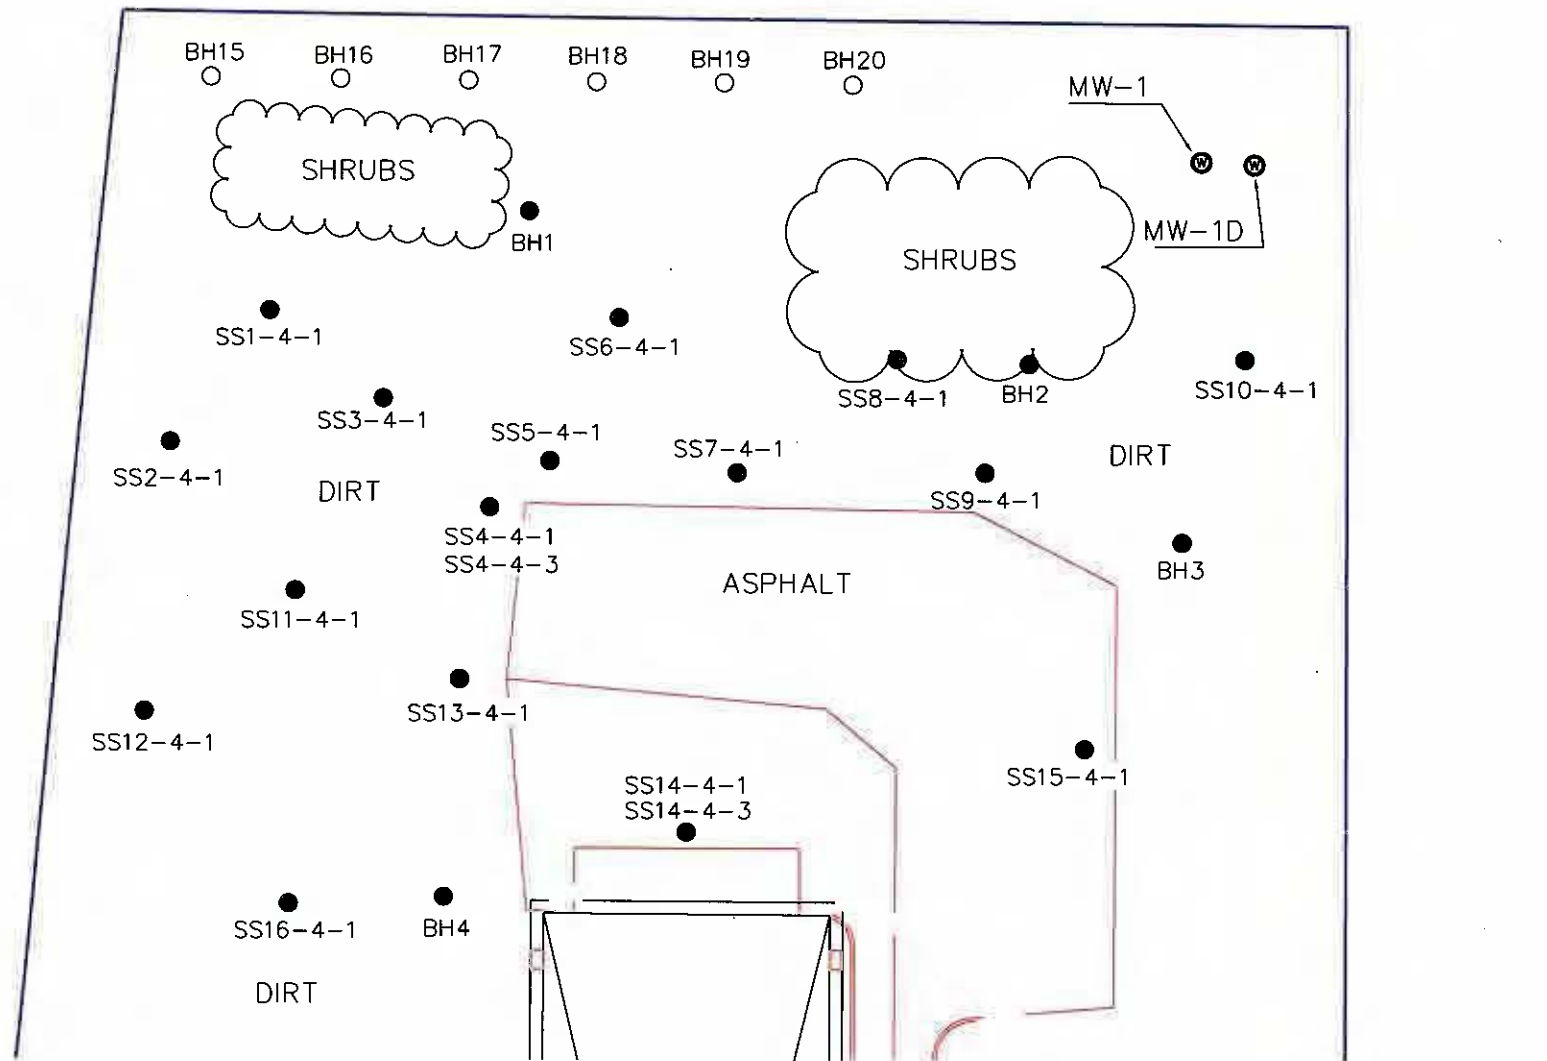 BH15
BH16
BH17
BH18
BH19
BH20
MW-1
W
W
SHRUBS
BH1
MW-1D
SHRUBS
SS1-4-1
SS6-4-1
SS8-4-1
BH2
SS10-4-1
SS3-4-1
SS5-4-1
SS7-4-1
DIRT
SS2-4-1
DIRT
SS9-4-1
SS4-4-1
SS4-4-3
ASPHALT
BH3
SS11-4-1
SS13-4-1
SS12-4-1
SS15-4-1
SS14-4-1
SS14-4-3
SS16-4-1
BH4
DIRT